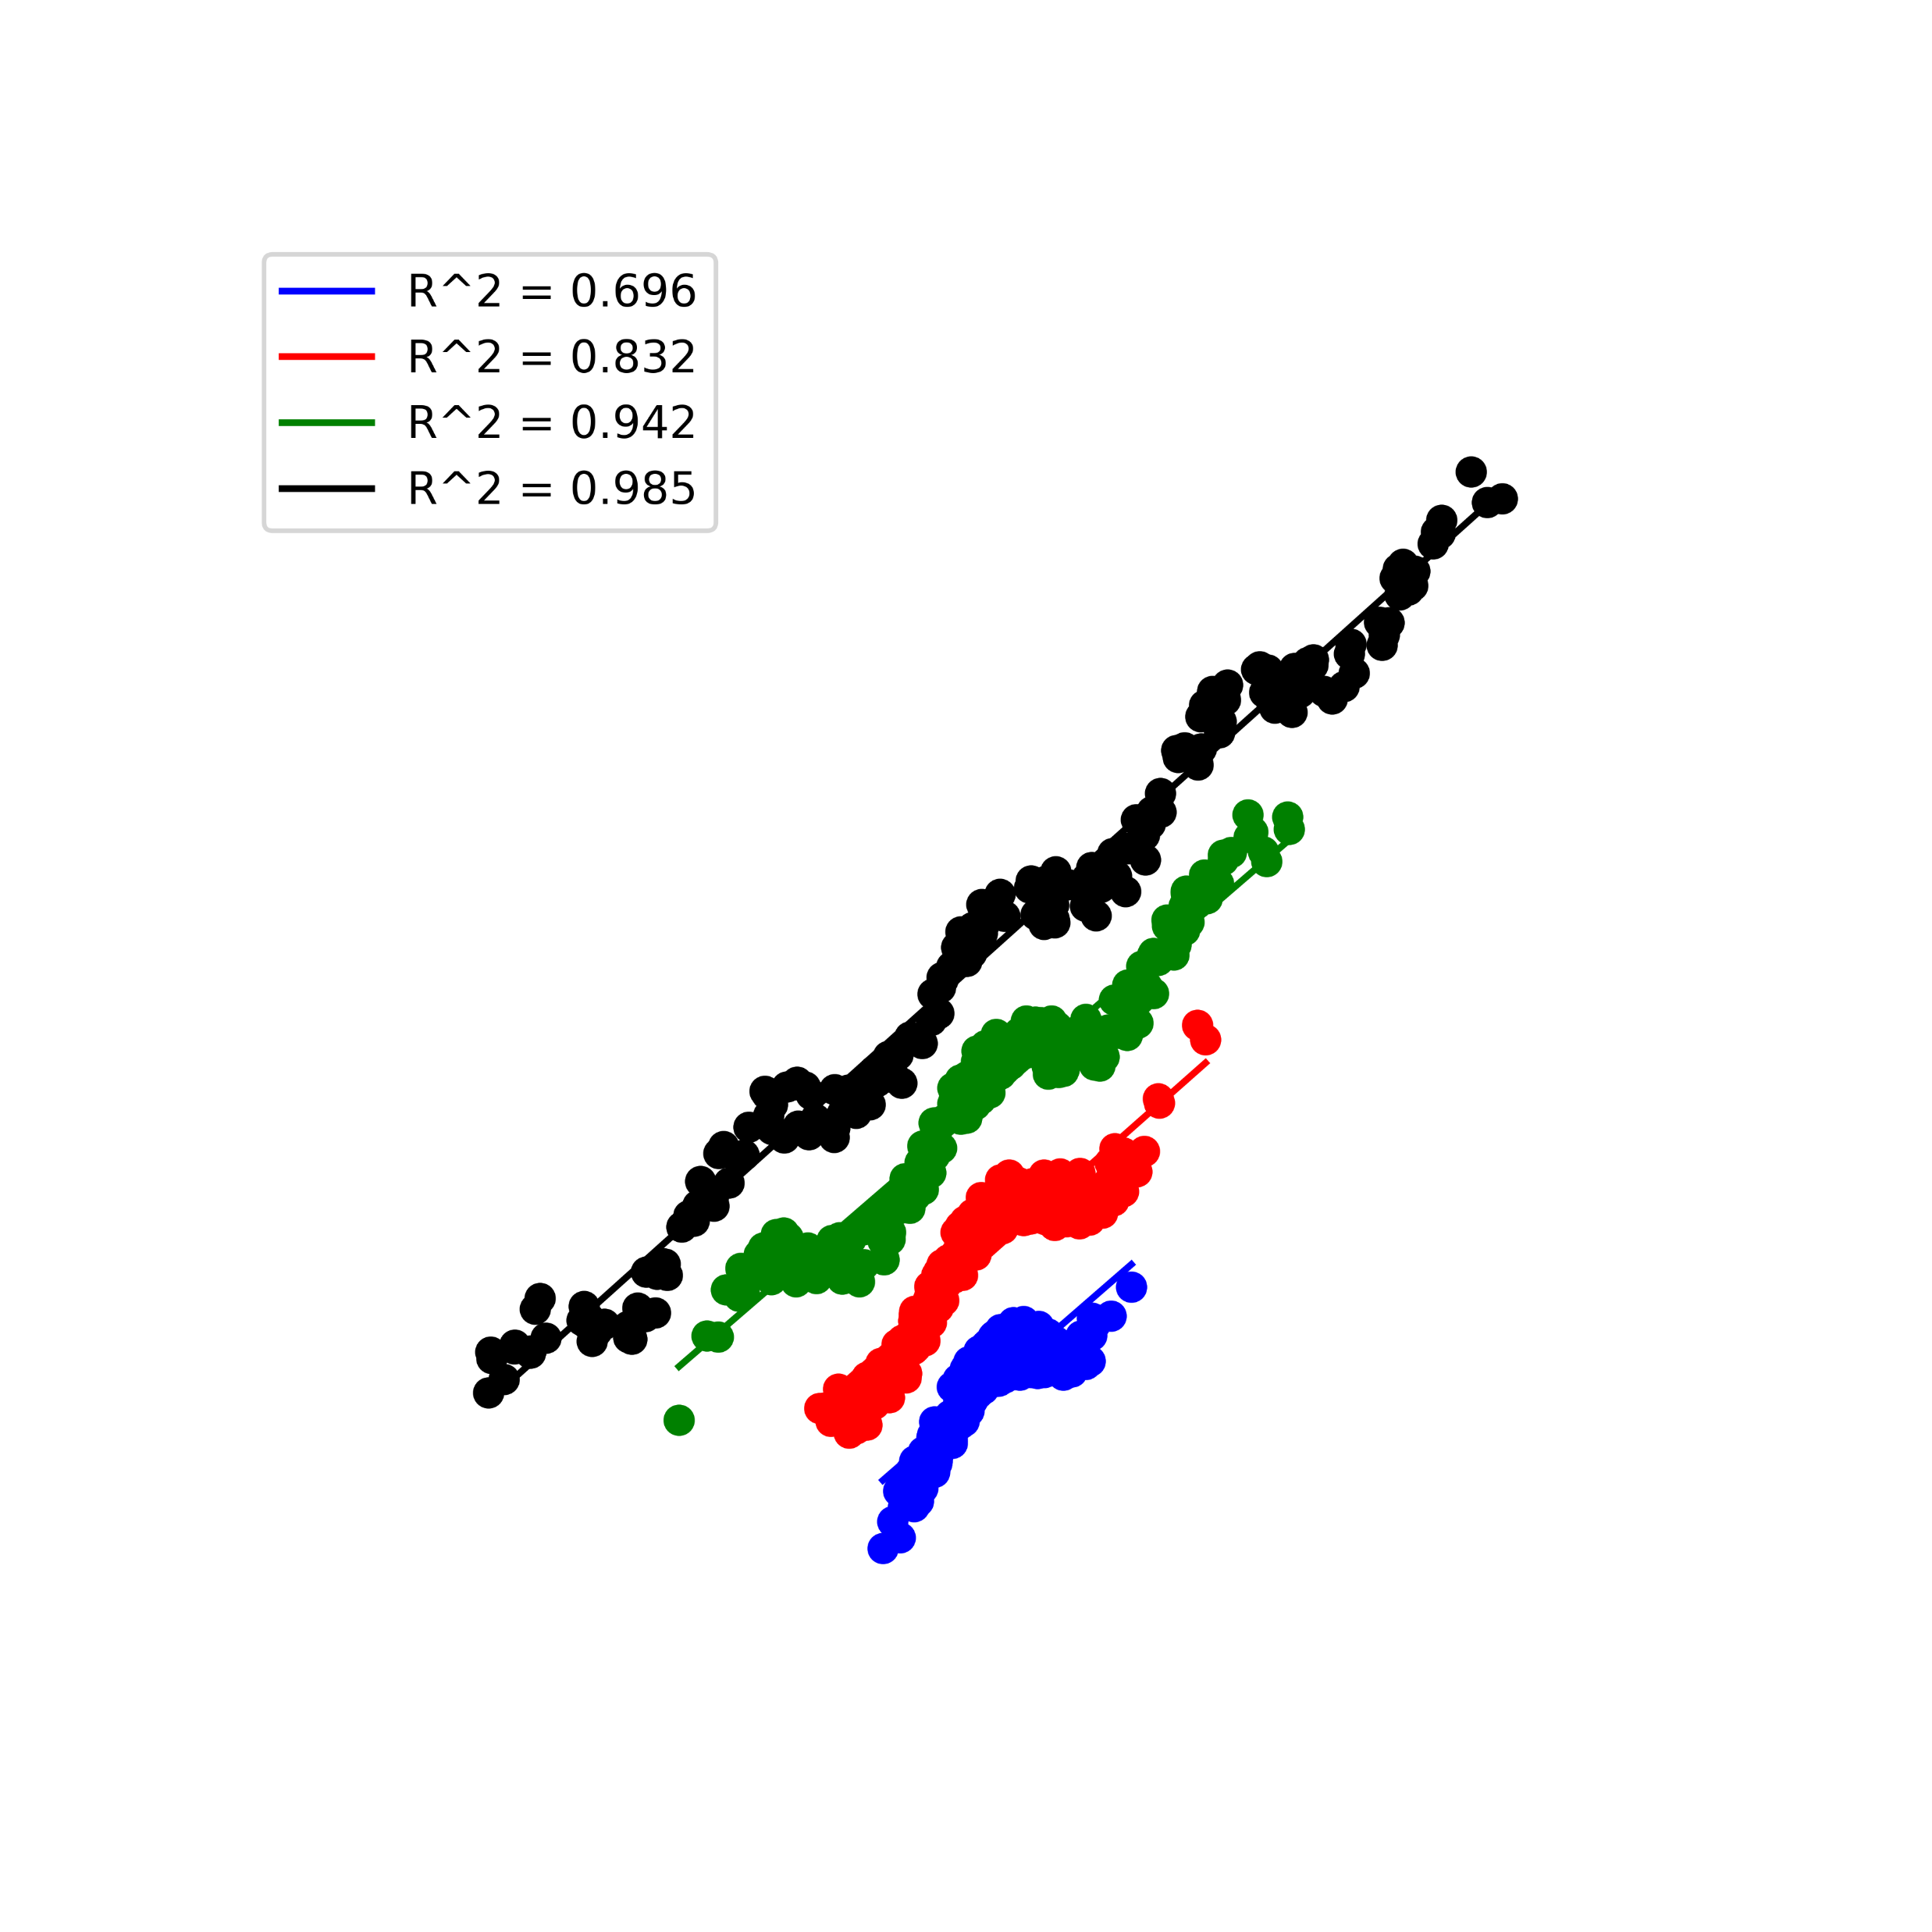 R^2 = 0.696
R^2 = 0.832
R^2 = 0.942
R^2 = 0.985